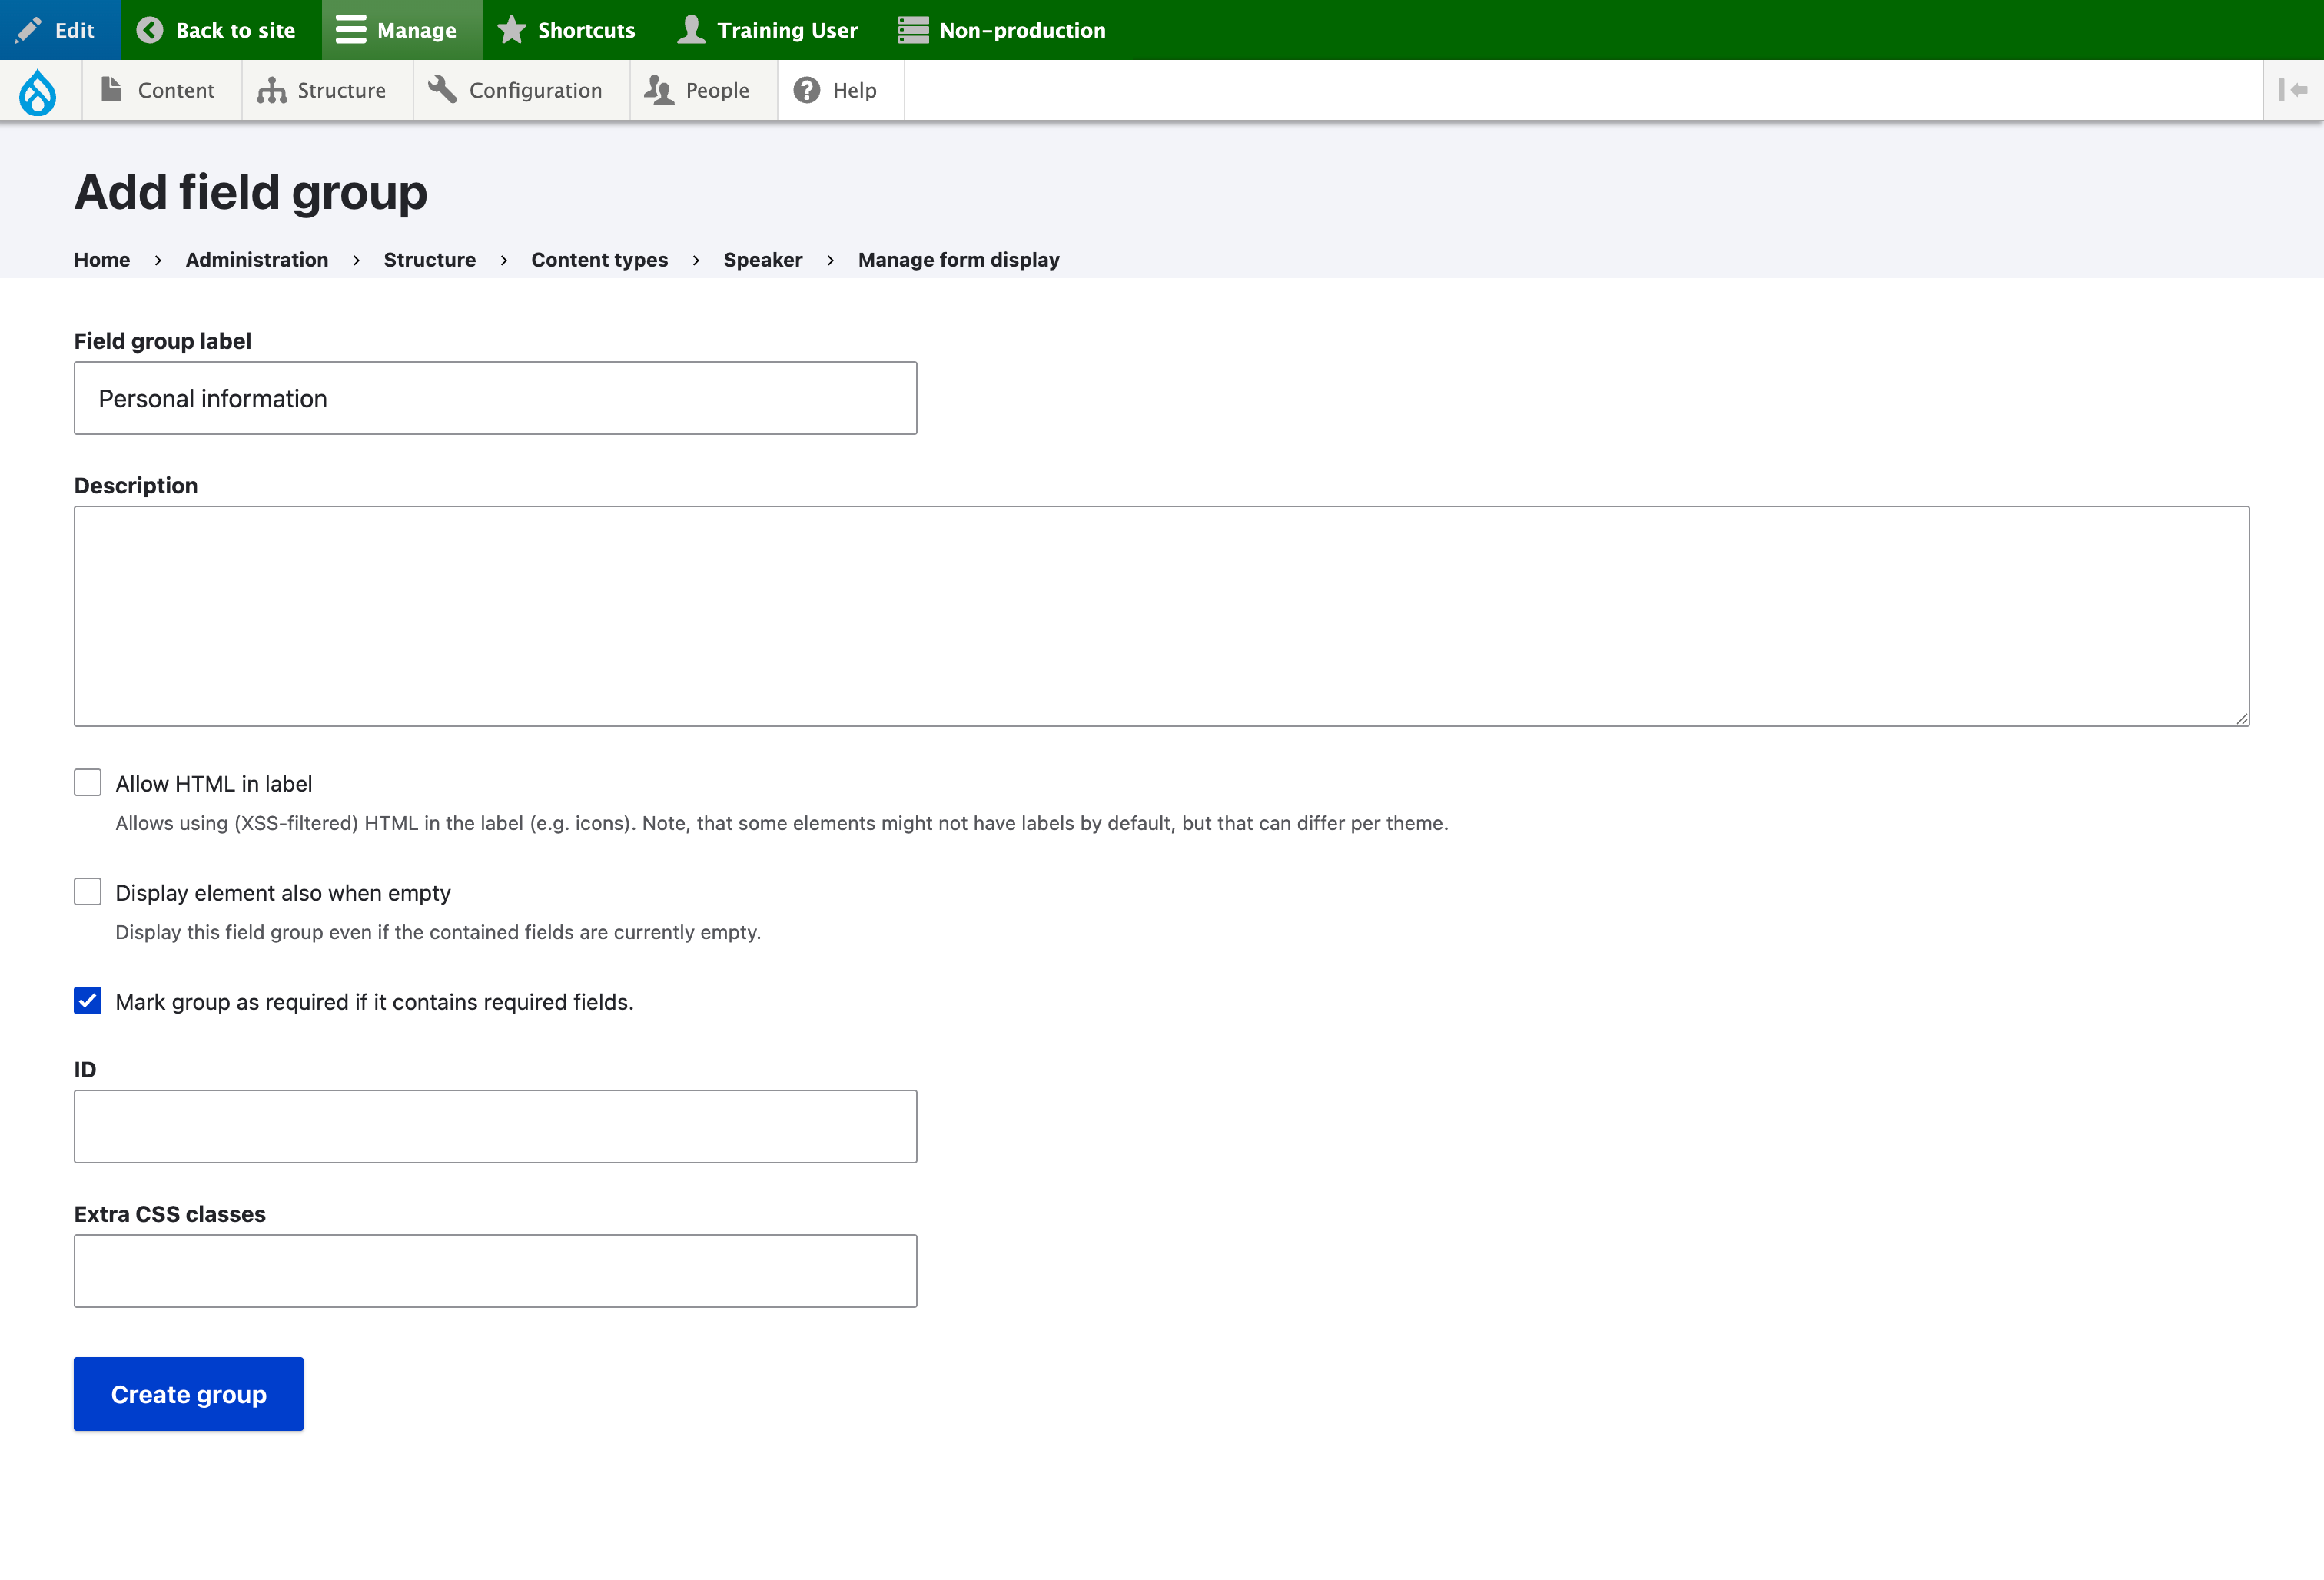 Edit Back to site Manage Shortcuts Training User Non-production
Content Structure Configuration People Help
Add field group
Home > Administration > Structure > Content types > Speaker > Manage form display
Field group label
Personal information
Description
Allow HTML in label
Allows using (XSS-filtered) HTML in the label (e.g. icons). Note, that some elements might not have labels by default, but that can differ per theme.
Display element also when empty
Display this field group even if the contained fields are currently empty.
Mark group as required if it contains required fields.
ID
Extra CSS classes
Create group